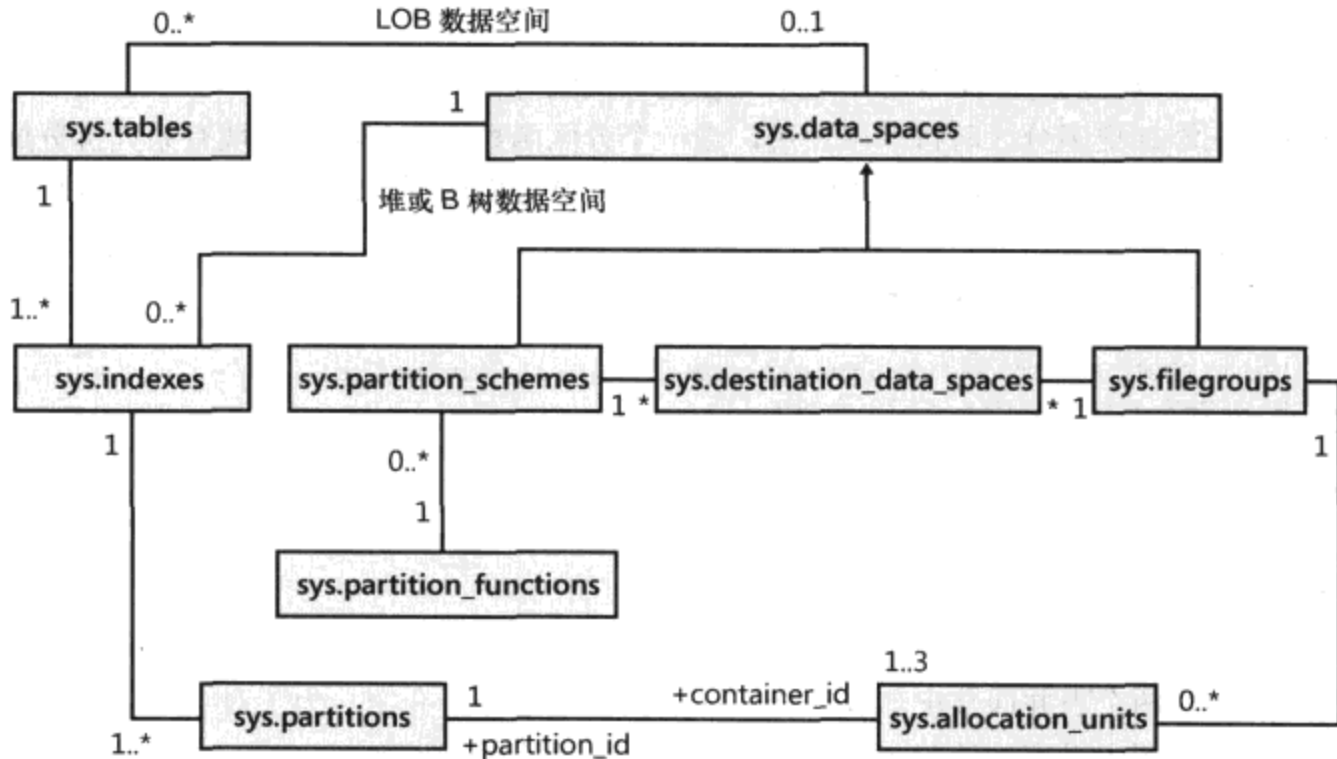 0..*
LOB 数据空间
0..1
sys.tables
1
sys.data_spaces
1
堆或 B 树数据空间
1..*
0..*
sys.indexes
sys.partition_schemes
sys.destination_data_spaces
sys.filegroups
1
1 *
* 1
1
0..*
1
sys.partition_functions
1..3
sys.partitions
1
+container_id
sys.allocation_units
0..*
1..*
+partition_id